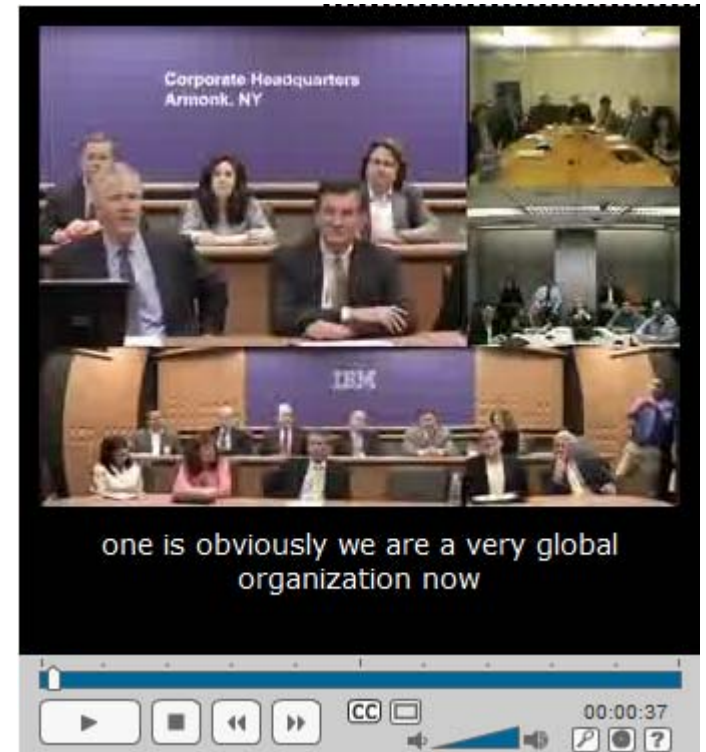 Corporate Headquarters
Armonk, NY
IBM
one is obviously we are a very global
organization now
CC
00:00:37
?